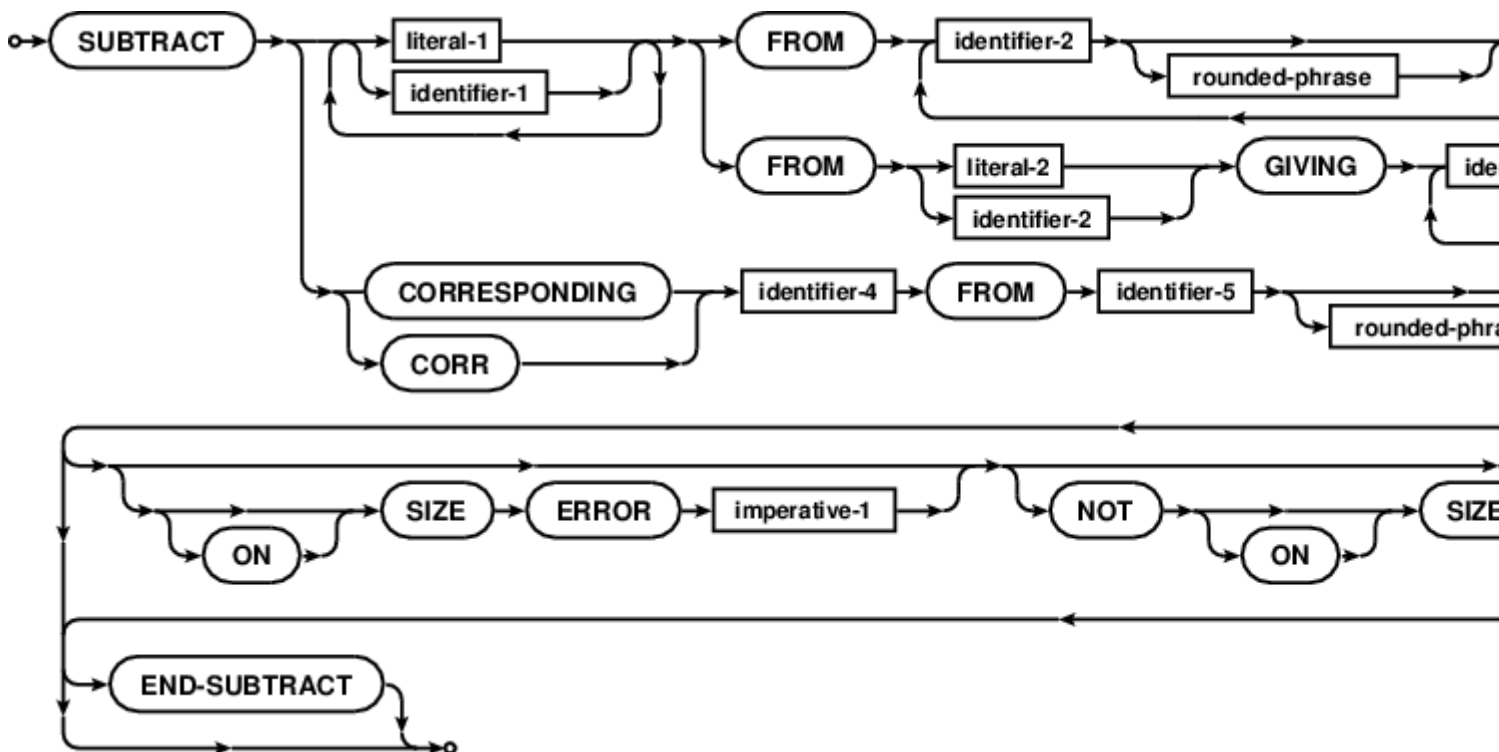 SUBTRACT literal-1 FROM identifier-2
identifier-1 rounded-phrase
FROM literal-2 GIVING
identifier-2
CORRESPONDING identifier-4 FROM identifier-5
CORR
SIZE ERROR imperative-1 NOT SIZE
ON ON
END-SUBTRACT